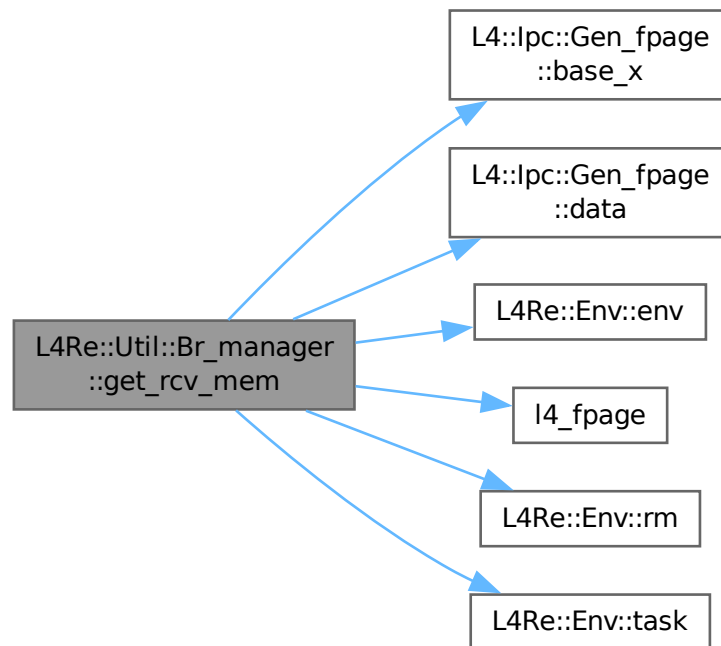 L4::Ipc::Gen_fpage
::base_x
L4::Ipc::Gen_fpage
::data
L4Re::Env::env
L4Re::Util::Br_manager
::get_rcv_mem
l4_fpage
L4Re::Env::rm
L4Re::Env::task